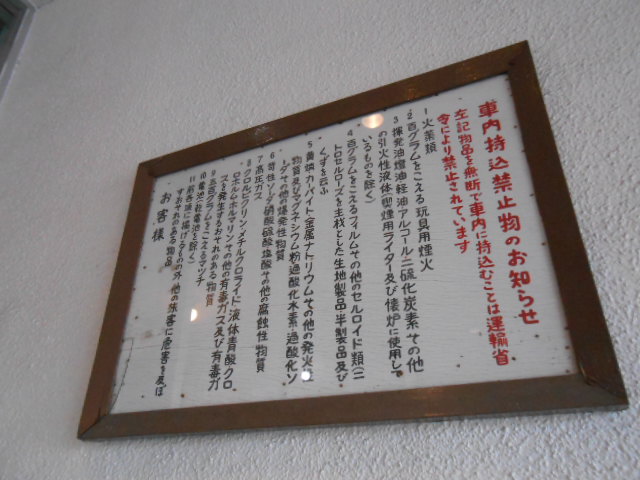 車内持込禁止物のお知らせ
左記物品を無断で車内に持込むことは運輸省
令により禁止されています
1 火薬類
2 百グラムをこえる玩具用煙火
3 揮発油燈油軽油アルコール二硫化炭素その他
の引火性液体(喫煙用ライター及び懐炉に使用して
いるものを除く)
4 百グラムをこえるフィルムその他のセルロイド類(ニ
トロセルローズを主材とした生地製品半製品及び
くずを云ふ
5 黄燐カーバイト金属ナトリウムその他の発火性
物質及びマグネシウム粉過酸化水素過酸化ソ
ーダその他の爆発性物質
6 苛性ソーダ硝酸硫酸塩酸その他の腐蝕性物質
7 高圧ガス
8 クロルピクリンメチルクロライド液体青酸クロ
ロホルムホルマリンその他の有毒ガス及び有毒ガ
スを発生するおそれのある物質
9 五百グラムをこえるマッチ
10 電池(乾電池を除く)
11 前各項に掲げるもの外他の旅客に危害を及ぼ
すおそれのある物品
お客様